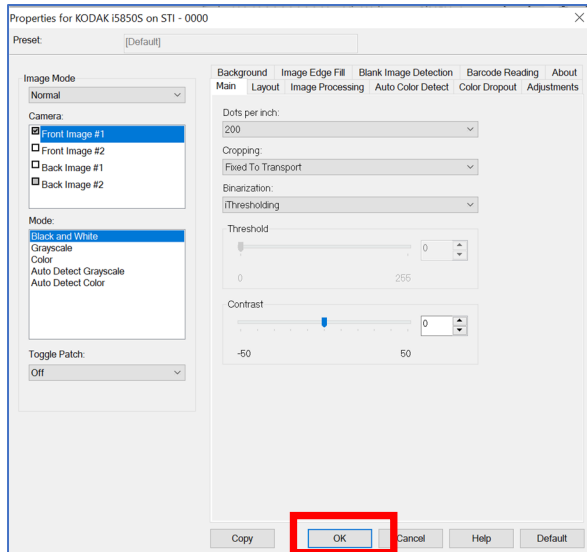 Properties for KODAK i5850S on STI - 0000
Preset:
[Default]
Image Mode
Normal
Camera:
Front Image #1
Front Image #2
Back Image #1
Back Image #2
Mode:
Black and White
Grayscale
Color
Auto Detect Grayscale
Auto Detect Color
Toggle Patch:
Off
Background Image Edge Fill Blank Image Detection Barcode Reading About
Main Layout Image Processing Auto Color Detect Color Dropout Adjustments
Dots per inch:
200
Cropping:
Fixed To Transport
Binarization:
iThresholding
Threshold
0
0 255
Contrast
0
-50 50
Copy OK Cancel Help Default